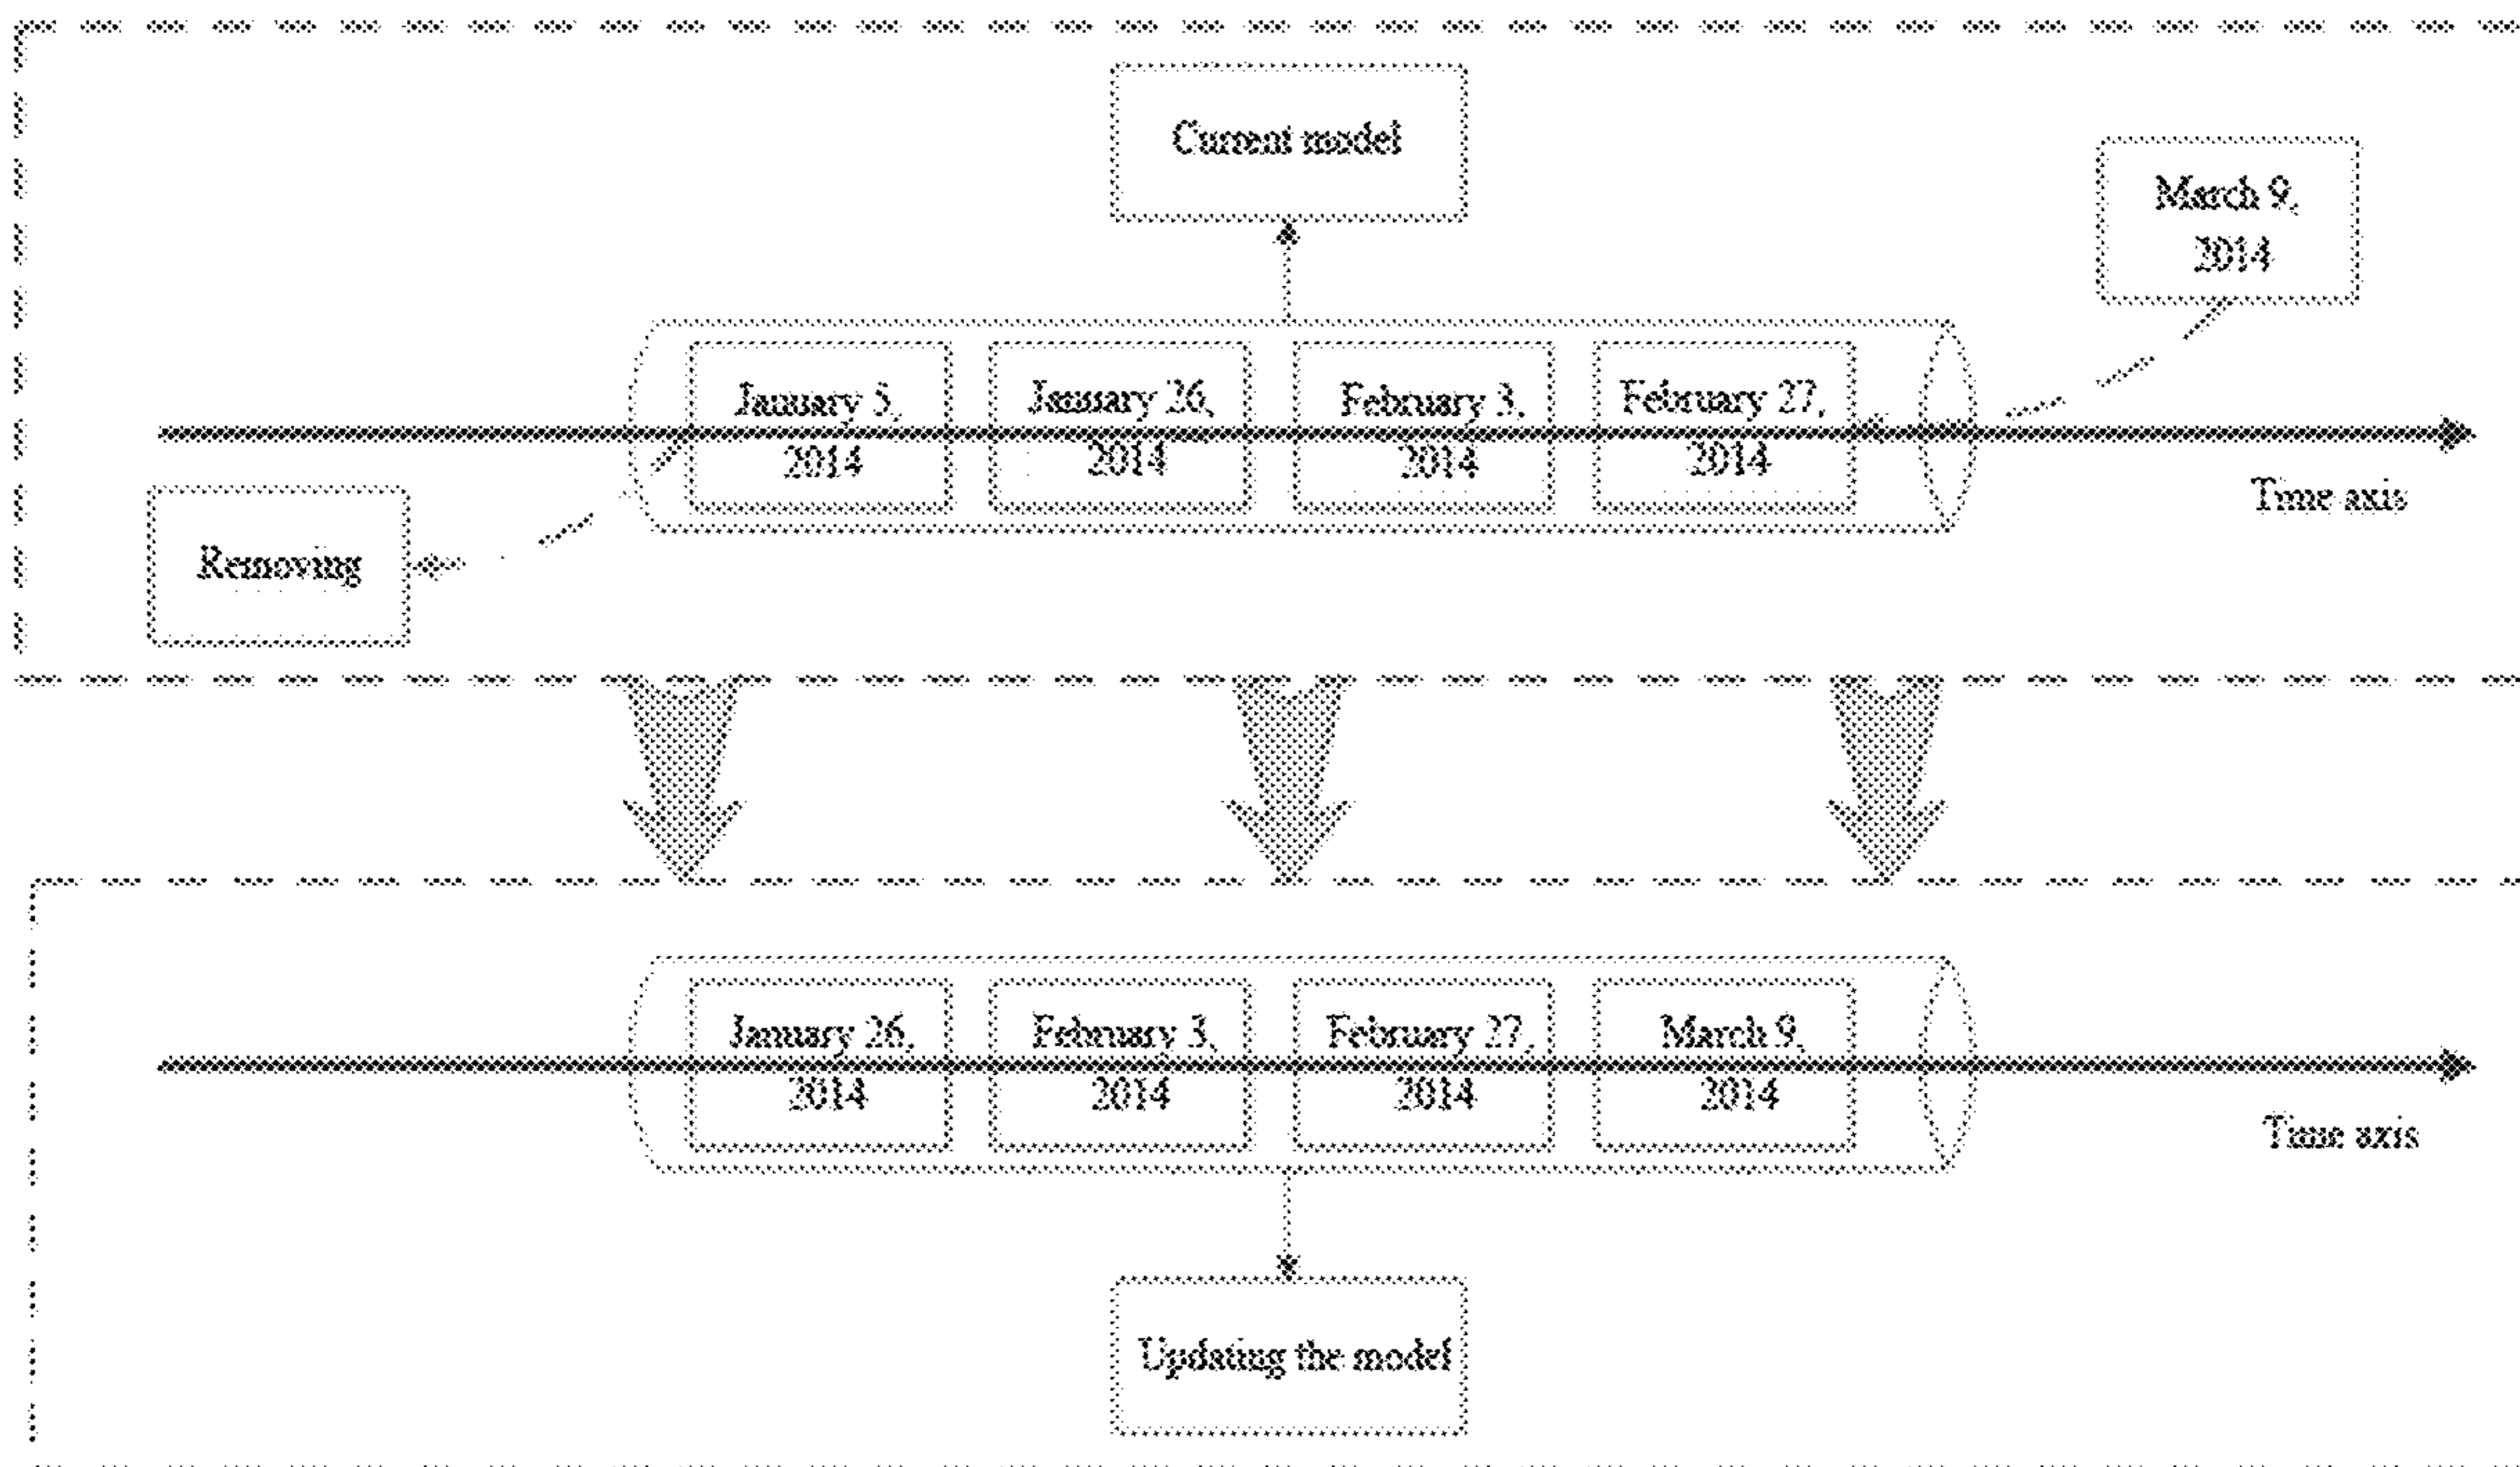 Current model
March 9,
2014
January 5,
2014
January 26,
2014
February 3,
2014
February 27,
2014
Time axis
Removing
January 26,
2014
February 3,
2014
February 27,
2014
March 9,
2014
Time axis
Updating the model